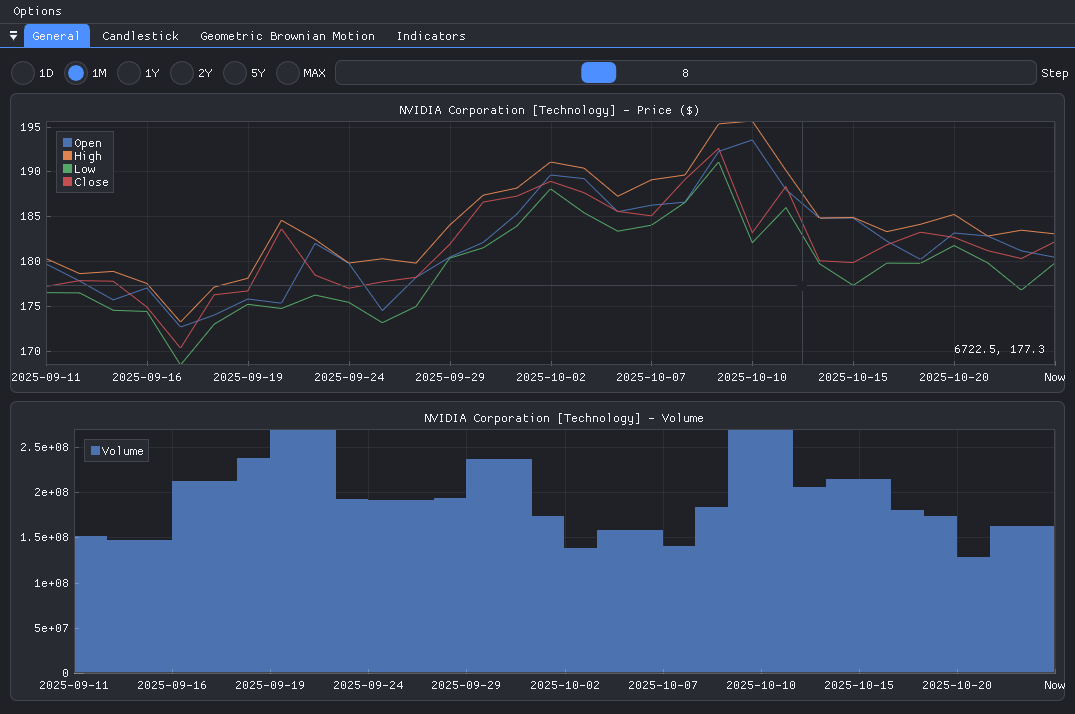 Options
General Candlestick Geometric Brownian Motion Indicators
1D 1M 1Y 2Y 5Y MAX 8 Step
NVIDIA Corporation [Technology] - Price ($)
195
190
185
180
175
170
Open
High
Low
Close
6722.5, 177.3
2025-09-11 2025-09-16 2025-09-19 2025-09-24 2025-09-29 2025-10-02 2025-10-07 2025-10-10 2025-10-15 2025-10-20 Now
NVIDIA Corporation [Technology] - Volume
2.5e+08
2e+08
1.5e+08
1e+08
5e+07
0
Volume
2025-09-11 2025-09-16 2025-09-19 2025-09-24 2025-09-29 2025-10-02 2025-10-07 2025-10-10 2025-10-15 2025-10-20 Now